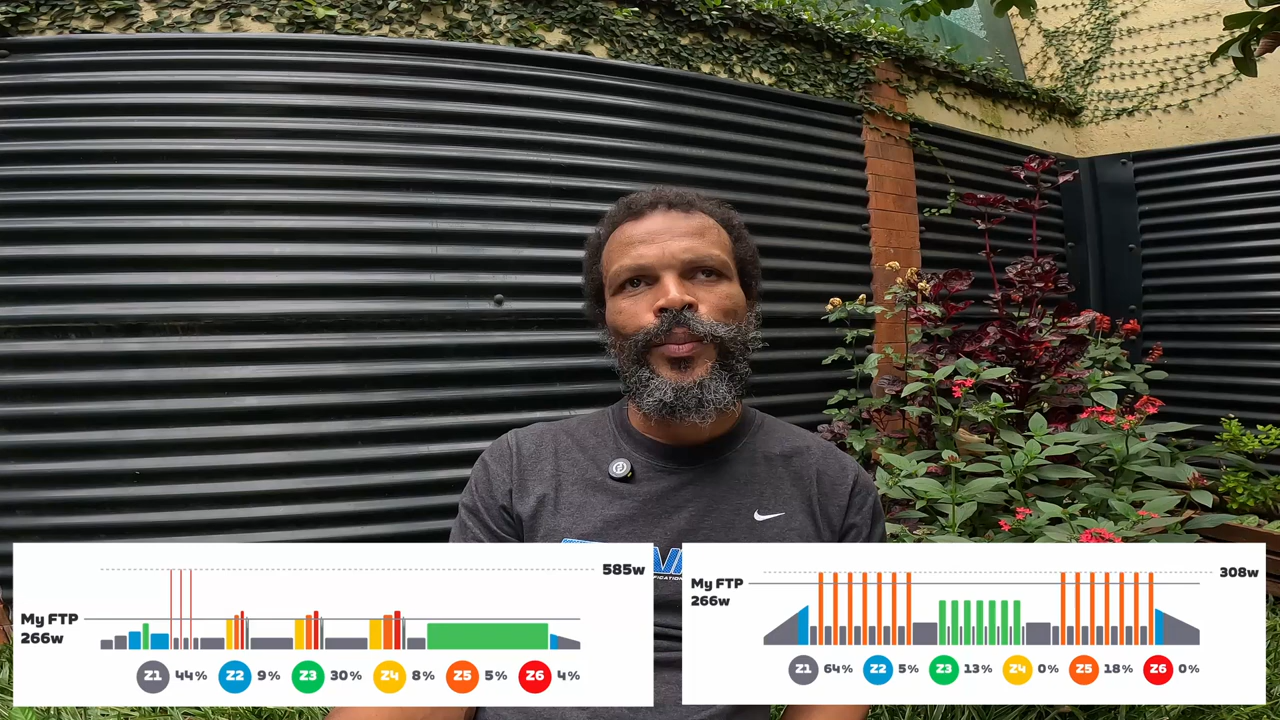 585w
My FTP
266w
Z1 44% Z2 9% Z3 30% Z4 8% Z5 5% Z6 4%
308w
My FTP
266w
Z1 64% Z2 5% Z3 13% Z4 0% Z5 18% Z6 0%